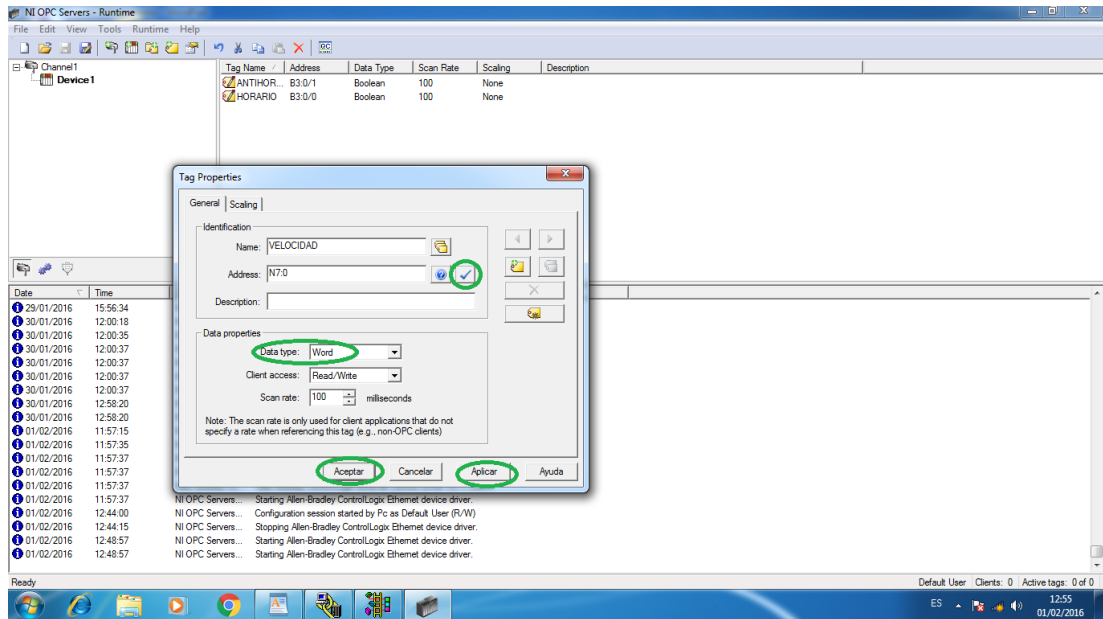 NI OPC Servers - Runtime
File Edit View Tools Runtime Help
Channel1
Device1
Tag Name Address Data Type Scan Rate Scaling Description
ANTIHOR... B3:0/1 Boolean 100 None
HORARIO B3:0/0 Boolean 100 None
Tag Properties
General Scaling
Identification
Name: VELOCIDAD
Address: N7:0
Description:
Data properties
Data type: Word
Client access: Read/Write
Scan rate: 100 milliseconds
Note: The scan rate is only used for client applications that do not
specify a rate when referencing this tag (e.g., non-OPC clients)
Aceptar Cancelar Aplicar Ayuda
Date Time
29/01/2016 15:56:34
30/01/2016 12:00:18
30/01/2016 12:00:35
30/01/2016 12:00:37
30/01/2016 12:00:37
30/01/2016 12:00:37
30/01/2016 12:00:37
30/01/2016 12:58:20
30/01/2016 12:58:20
01/02/2016 11:57:15
01/02/2016 11:57:35
01/02/2016 11:57:37
01/02/2016 11:57:37
01/02/2016 11:57:37
01/02/2016 11:57:37 NI OPC Servers... Starting Allen-Bradley ControlLogix Ethernet device driver.
01/02/2016 12:44:00 NI OPC Servers... Configuration session started by Pc as Default User (R/W)
01/02/2016 12:44:15 NI OPC Servers... Stopping Allen-Bradley ControlLogix Ethernet device driver.
01/02/2016 12:48:57 NI OPC Servers... Starting Allen-Bradley ControlLogix Ethernet device driver.
01/02/2016 12:48:57 NI OPC Servers... Starting Allen-Bradley ControlLogix Ethernet device driver.
Ready Default User Clients: 0 Active tags: 0 of 0
ES 12:55
01/02/2016